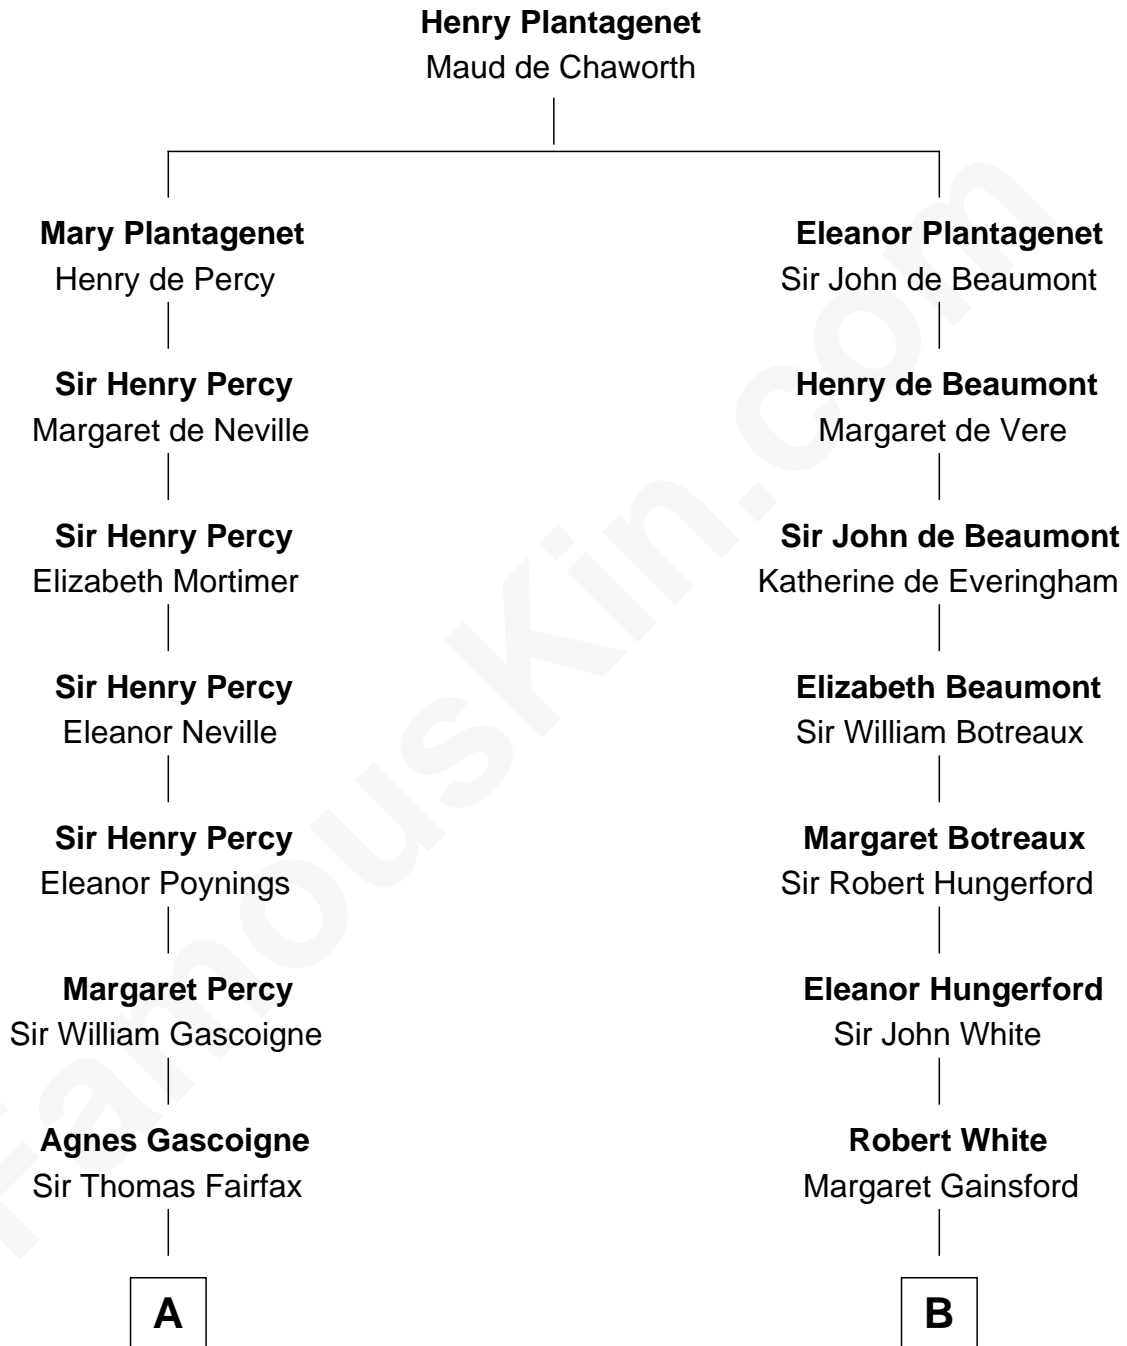 Henry Plantagenet
Maud de Chaworth
Mary Plantagenet
Henry de Percy
Eleanor Plantagenet
Sir John de Beaumont
Sir Henry Percy
Margaret de Neville
Henry de Beaumont
Margaret de Vere
Sir Henry Percy
Elizabeth Mortimer
Sir John de Beaumont
Katherine de Everingham
Sir Henry Percy
Eleanor Neville
Elizabeth Beaumont
Sir William Botreaux
Sir Henry Percy
Eleanor Poynings
Margaret Botreaux
Sir Robert Hungerford
Margaret Percy
Sir William Gascoigne
Eleanor Hungerford
Sir John White
Agnes Gascoigne
Sir Thomas Fairfax
Robert White
Margaret Gainsford
A
B
FamousKin.com